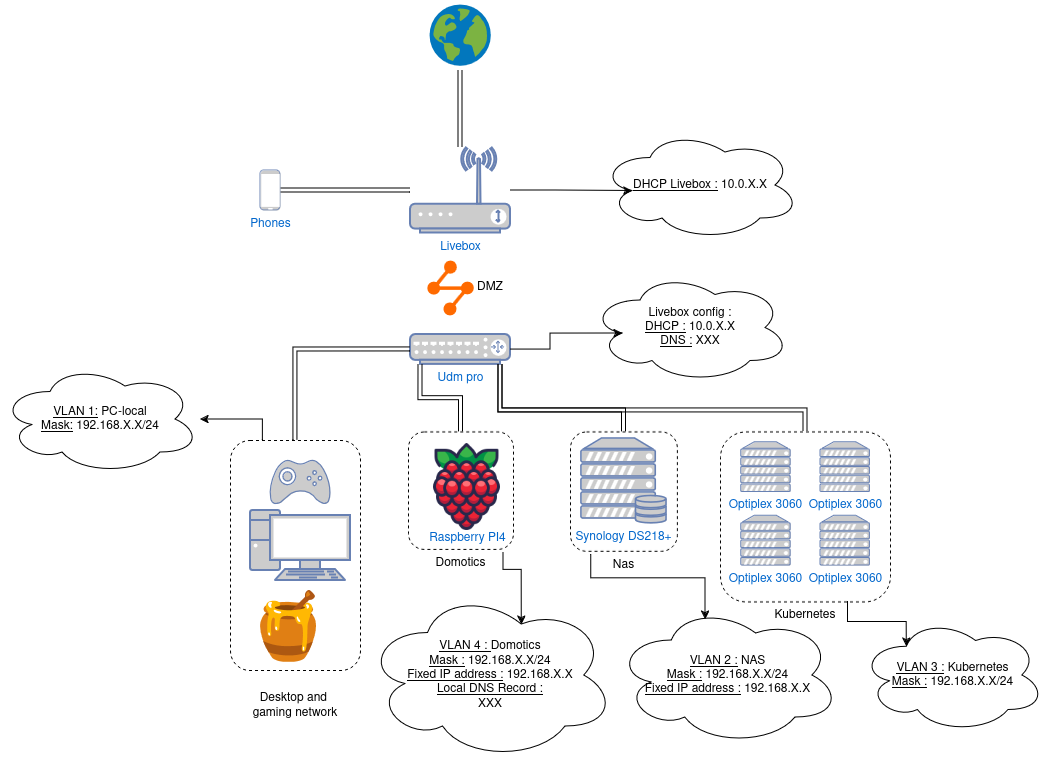 DHCP Livebox : 10.0.X.X
Phones
Livebox
DMZ
Livebox config :
DHCP : 10.0.X.X
DNS : XXX
Udm pro
VLAN 1: PC-local
Mask: 192.168.X.X/24
Raspberry PI4
Domotics
Synology DS218+
Nas
Optiplex 3060
Optiplex 3060
Optiplex 3060
Optiplex 3060
Kubernetes
Desktop and
gaming network
VLAN 4 : Domotics
Mask : 192.168.X.X/24
Fixed IP address : 192.168.X.X
Local DNS Record :
XXX
VLAN 2 : NAS
Mask : 192.168.X.X/24
Fixed IP address : 192.168.X.X
VLAN 3 : Kubernetes
Mask : 192.168.X.X/24